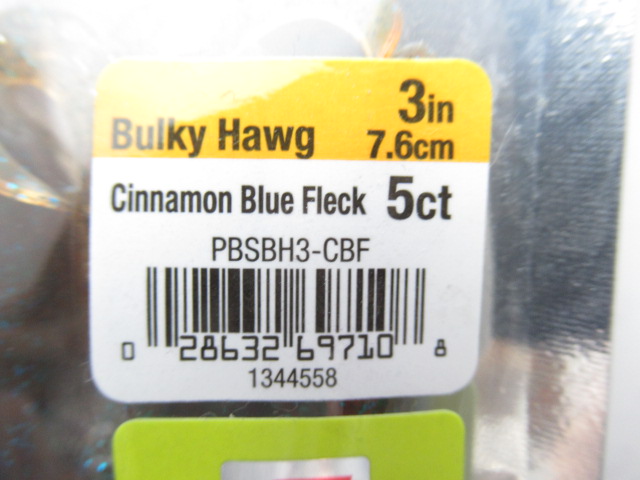 Bulky Hawg 3in
7.6cm
Cinnamon Blue Fleck 5ct
PBSBH3-CBF
0 28632 69710 8
1344558